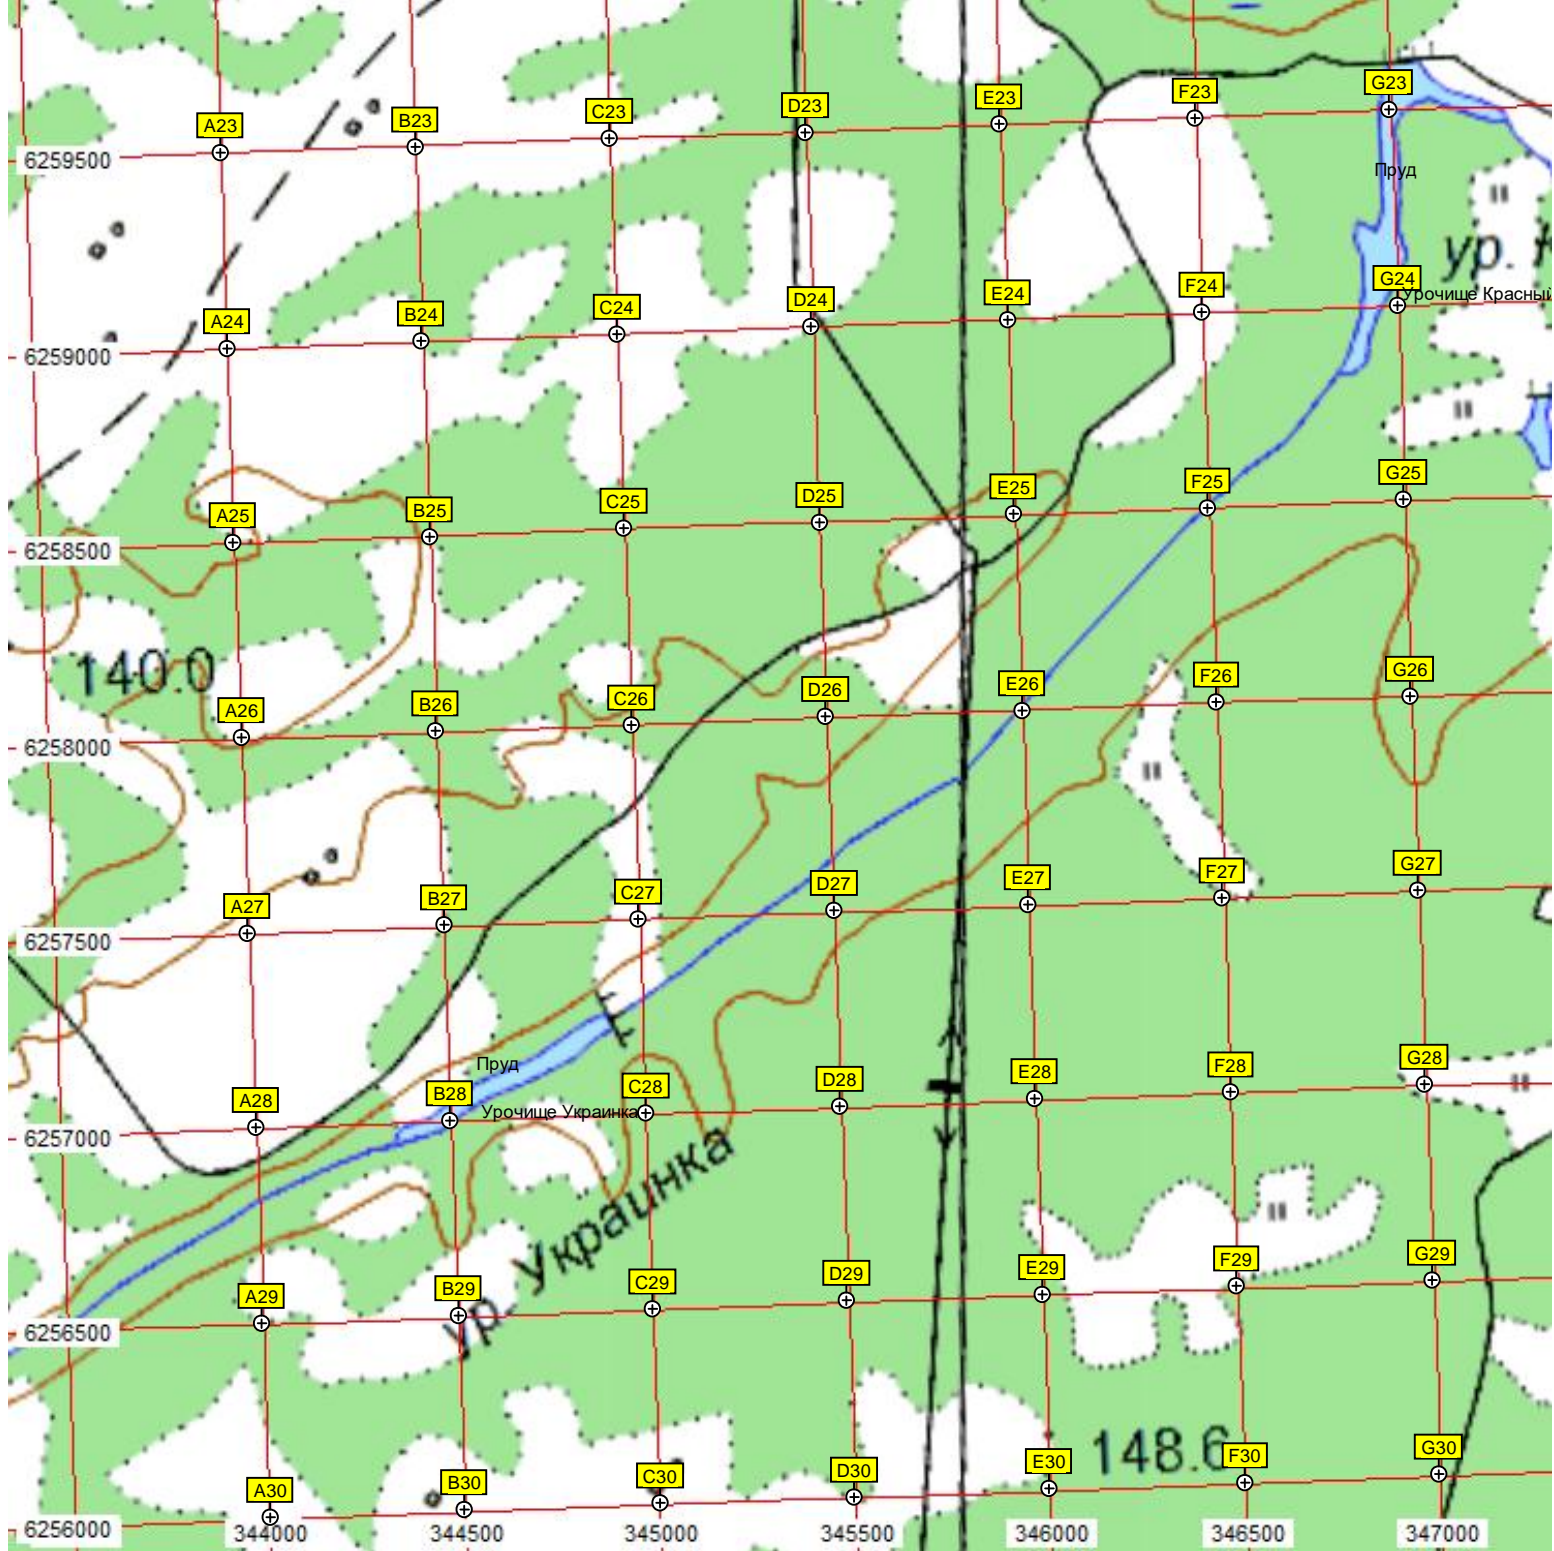 A23 B23 C23 D23 E23 F23 G23
6259500
Пруд
ур. К
A24 B24 C24 D24 E24 F24 G24
Урочище Красный
6259000
A25 B25 C25 D25 E25 F25 G25
6258500
140.0
A26 B26 C26 D26 E26 F26 G26
6258000
A27 B27 C27 D27 E27 F27 G27
6257500
Пруд
A28 B28 C28 D28 E28 F28 G28
Урочище Украинка
6257000
ур. Украинка
A29 B29 C29 D29 E29 F29 G29
6256500
148.6
A30 B30 C30 D30 E30 F30 G30
6256000
344000 344500 345000 345500 346000 346500 347000